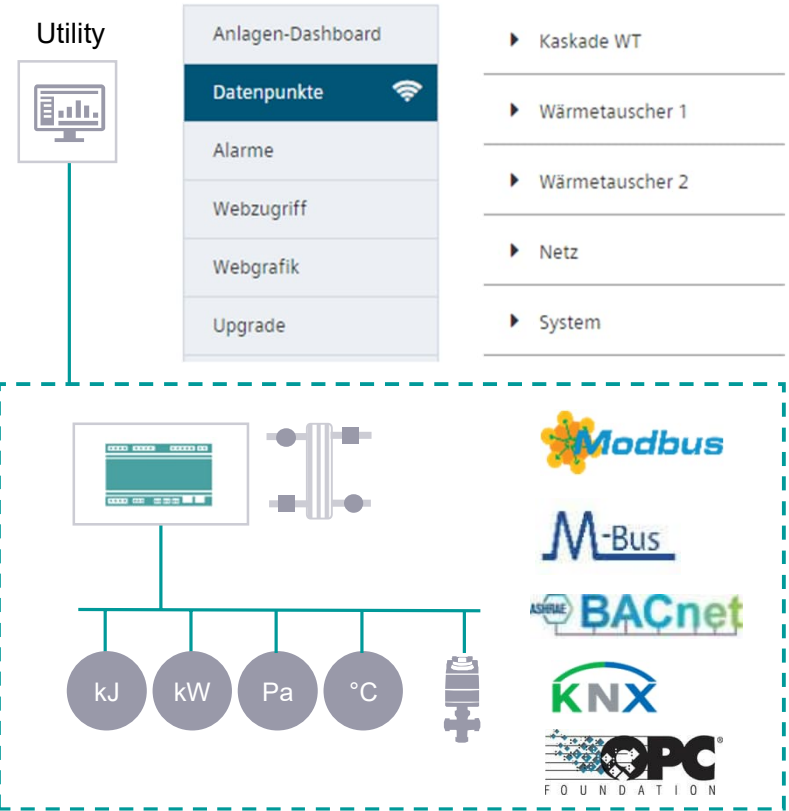 Utility
Anlagen-Dashboard
Datenpunkte
Alarme
Webzugriff
Webgrafik
Upgrade
Kaskade WT
Wärmetauscher 1
Wärmetauscher 2
Netz
System
kJ
kW
Pa
°C
Modbus
M-Bus
ASHRAE BACnet
KNX
OPC®
FOUNDATION